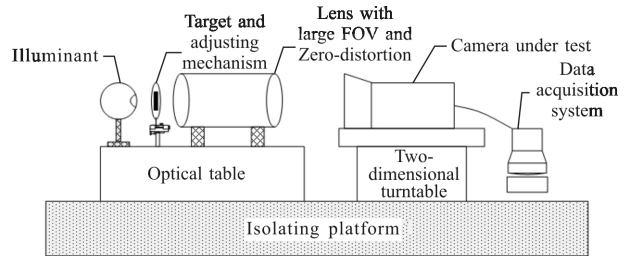 Illuminant
Target and
adjusting
mechanism
Lens with
large FOV and
Zero-distortion
Camera under test
Data
acquisition
system
Optical table
Two-
dimensional
turntable
Isolating platform